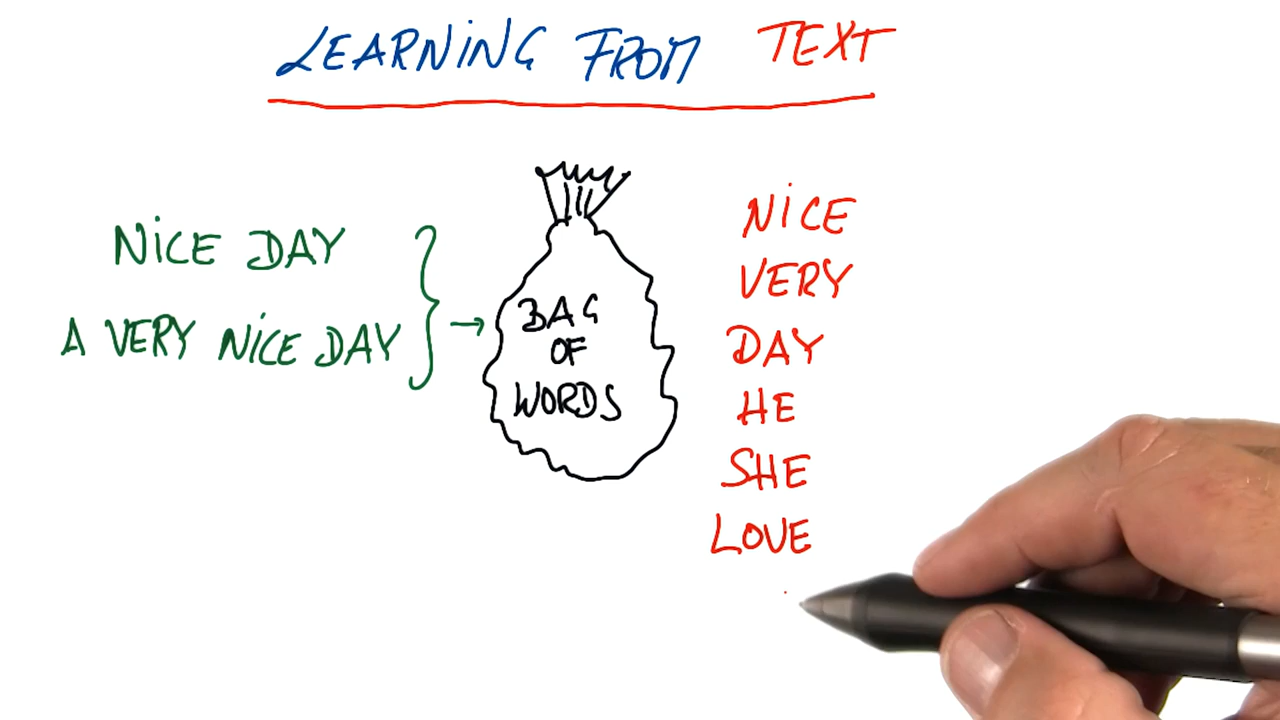 LEARNING FROM TEXT
NICE DAY
A VERY NICE DAY
BAG
OF
WORDS
NICE
VERY
DAY
HE
SHE
LOVE